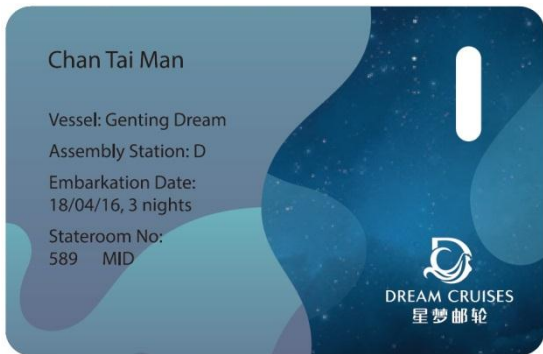 Chan Tai Man
Vessel: Genting Dream
Assembly Station: D
Embarkation Date:
18/04/16, 3 nights
Stateroom No:
589 MID
DREAM CRUISES
星梦邮轮